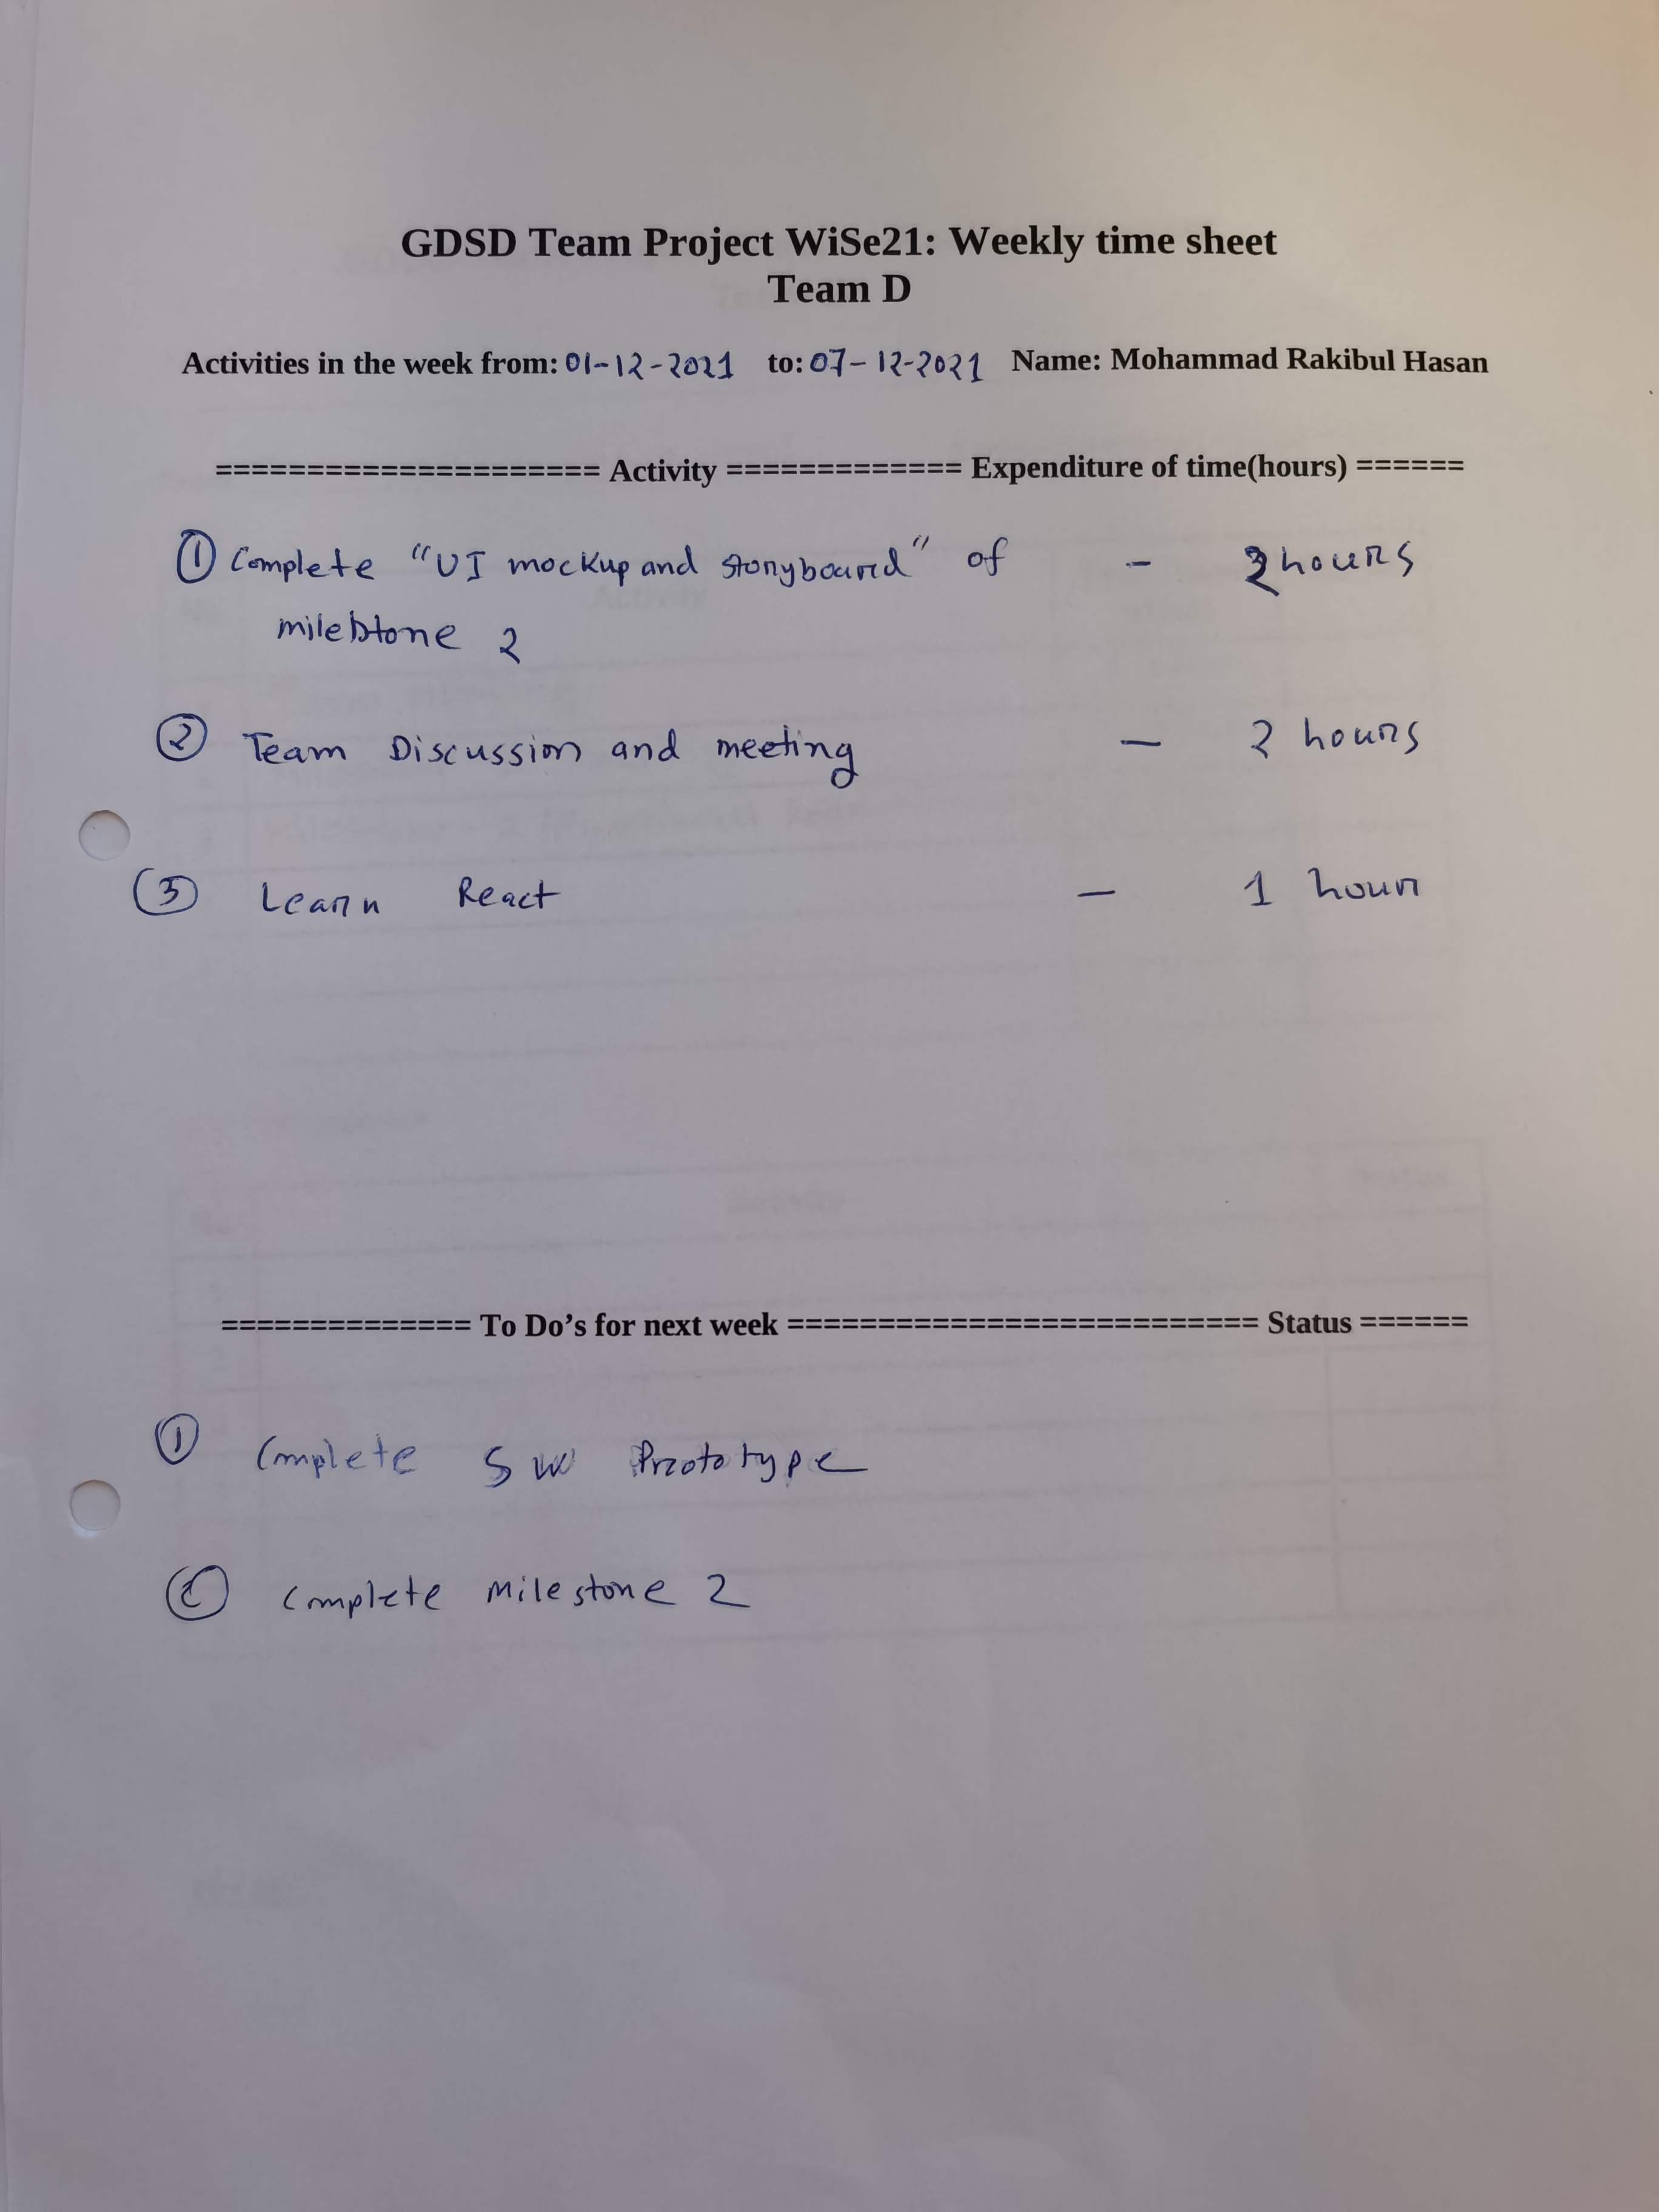 GDSD Team Project WiSe21: Weekly time sheet
Team D
Activities in the week from: 01-12-2021 to: 07-12-2021 Name: Mohammad Rakibul Hasan
===================== Activity ============= Expenditure of time(hours) ======
① Complete "UI mockup and storyboard" of - hours
milestone 2
② Team Discussion and meeting — 2 hours
③ Learn React — 1 hour
============== To Do's for next week ========================== Status ======
① Complete SW Prototype
② Complete Milestone 2